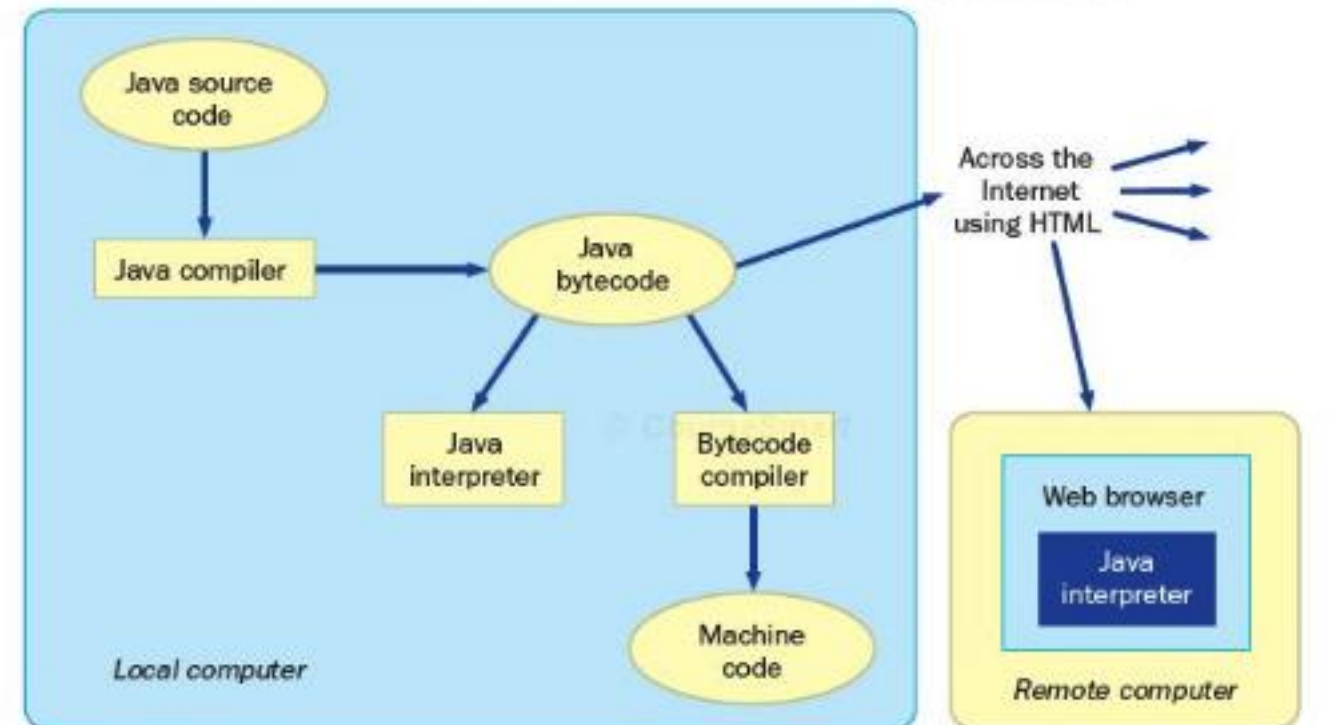 Java source
code
Java compiler
Java
bytecode
Across the
Internet
using HTML
Java
interpreter
Bytecode
compiler
Machine
code
Local computer
Web browser
Java
interpreter
Remote computer